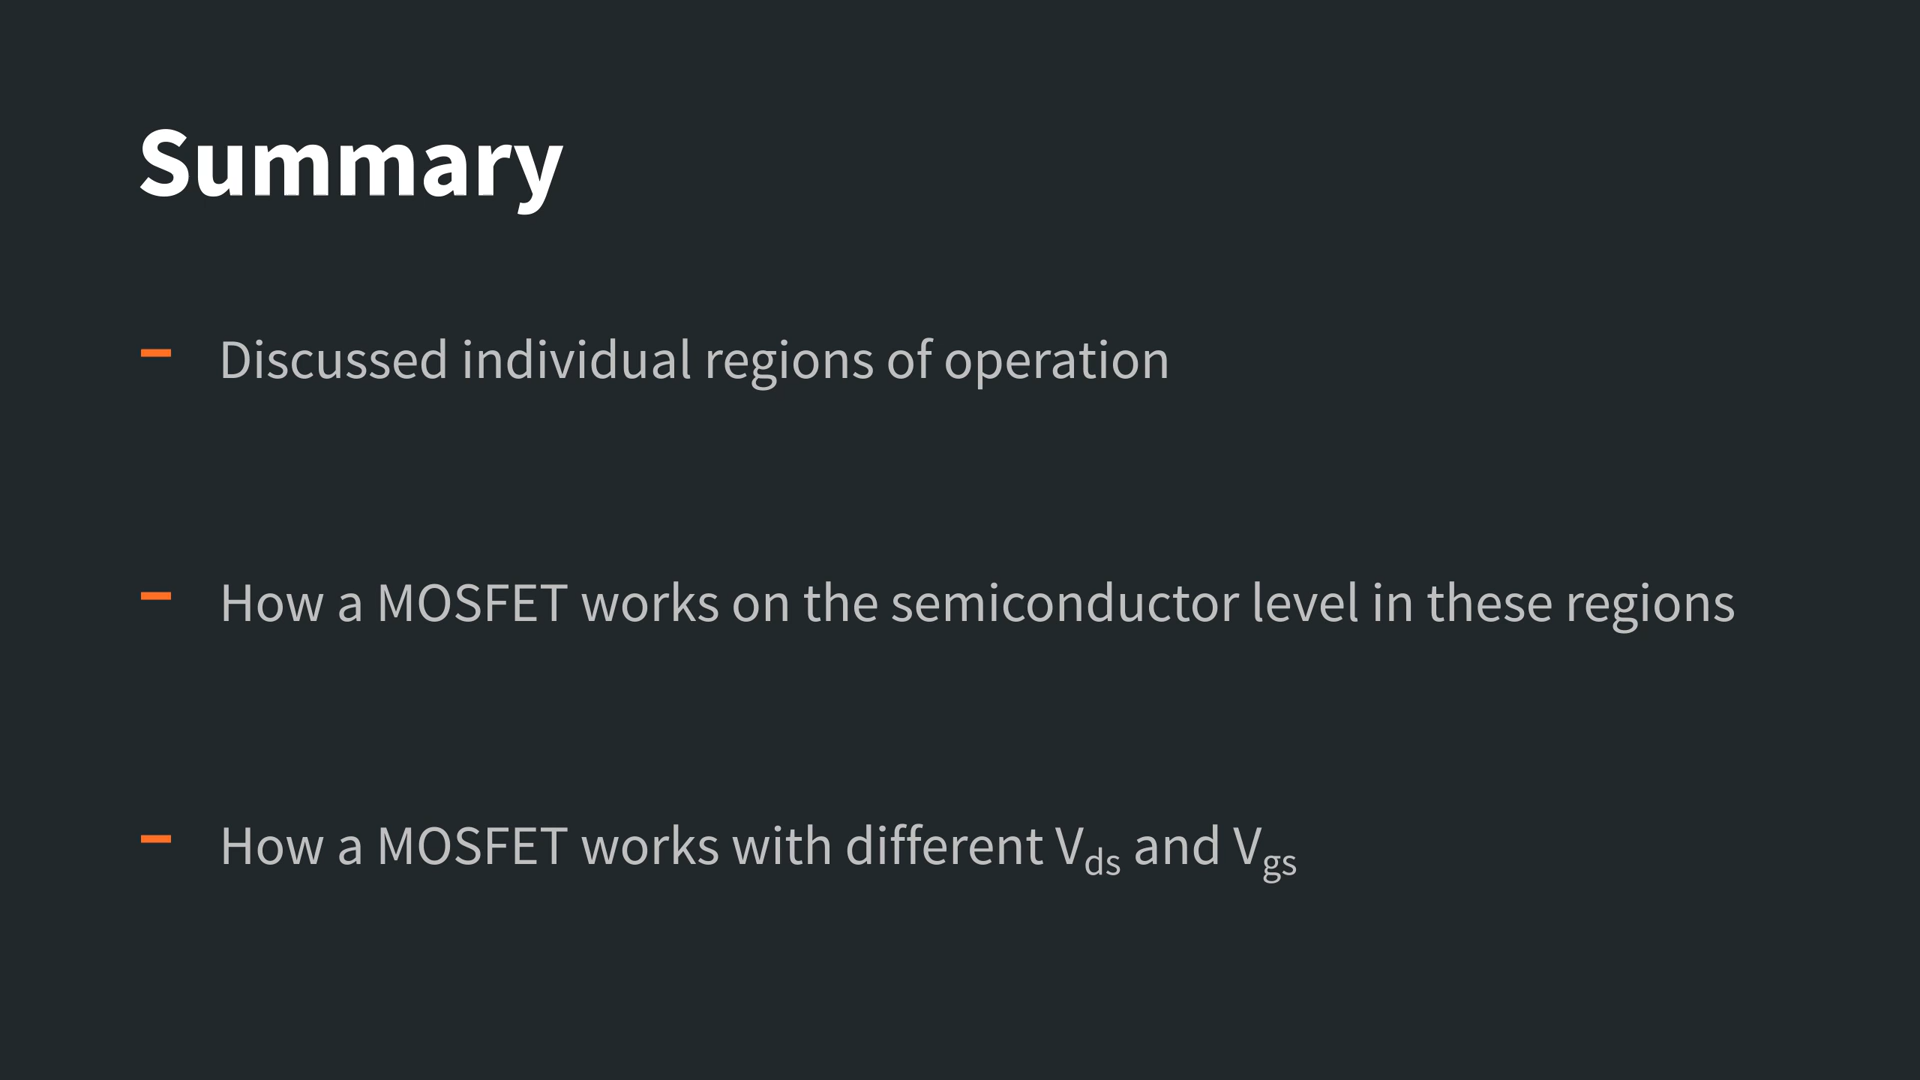 Summary
- Discussed individual regions of operation
- How a MOSFET works on the semiconductor level in these regions
- How a MOSFET works with different Vds and Vgs